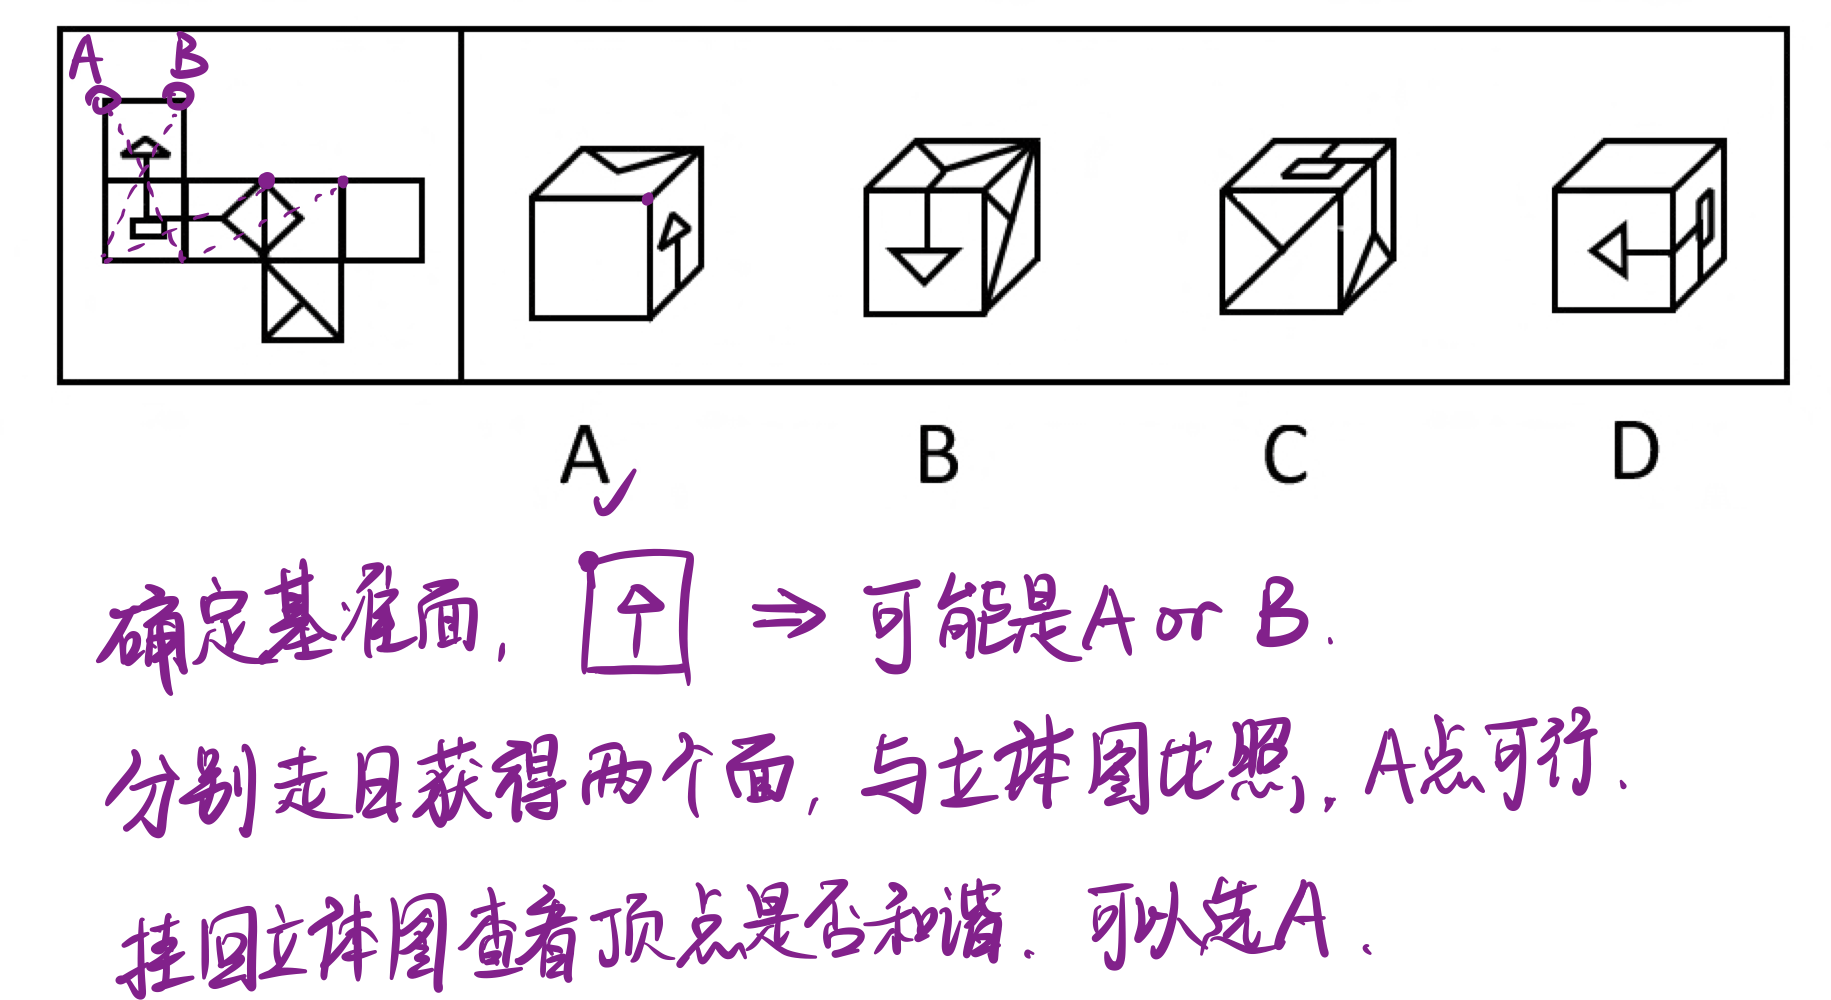 A B
A B C D
确定基准面, ⇒ 可能是A or B.
分别走日获得两个面, 与立体图比照, A点可行.
挂回立体图查看顶点是否和谐. 可以选A.